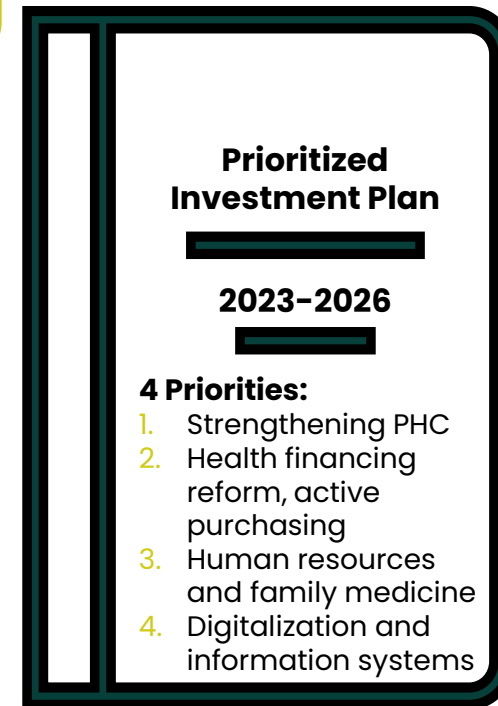 Prioritized
Investment Plan
2023-2026
4 Priorities:
1. Strengthening PHC
2. Health financing
reform, active
purchasing
3. Human resources
and family medicine
4. Digitalization and
information systems